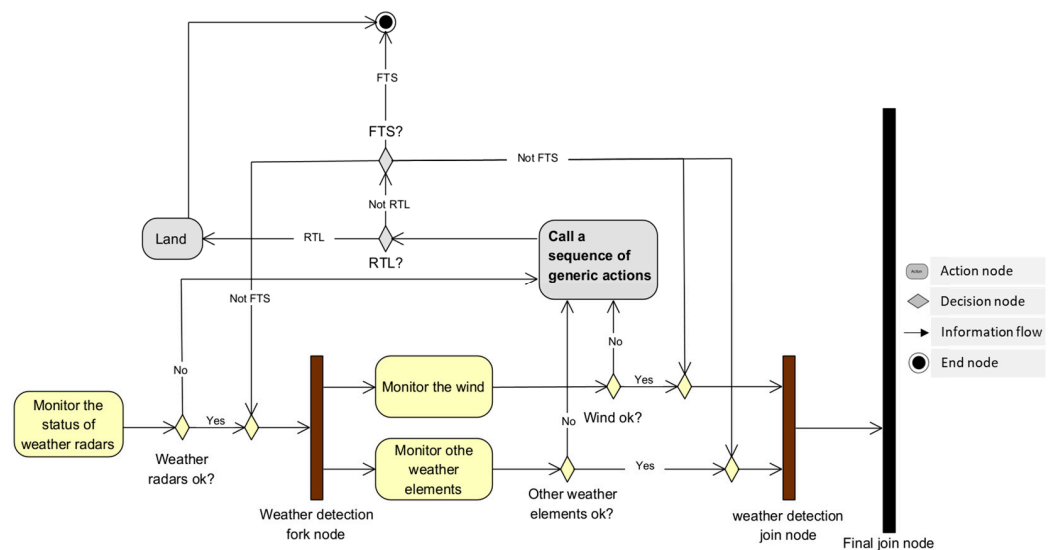 FTS
FTS?
Not FTS
Not RTL
Land
RTL
RTL?
Call a
sequence of
generic actions
Not FTS
No
No
Monitor the
status of
weather radars
Yes
Weather
radars ok?
Monitor the wind
Yes
Wind ok?
No
Monitor othe
weather
elements
Yes
Other weather
elements ok?
Weather detection
fork node
weather detection
join node
Final join node
Action
Action node
Decision node
Information flow
End node